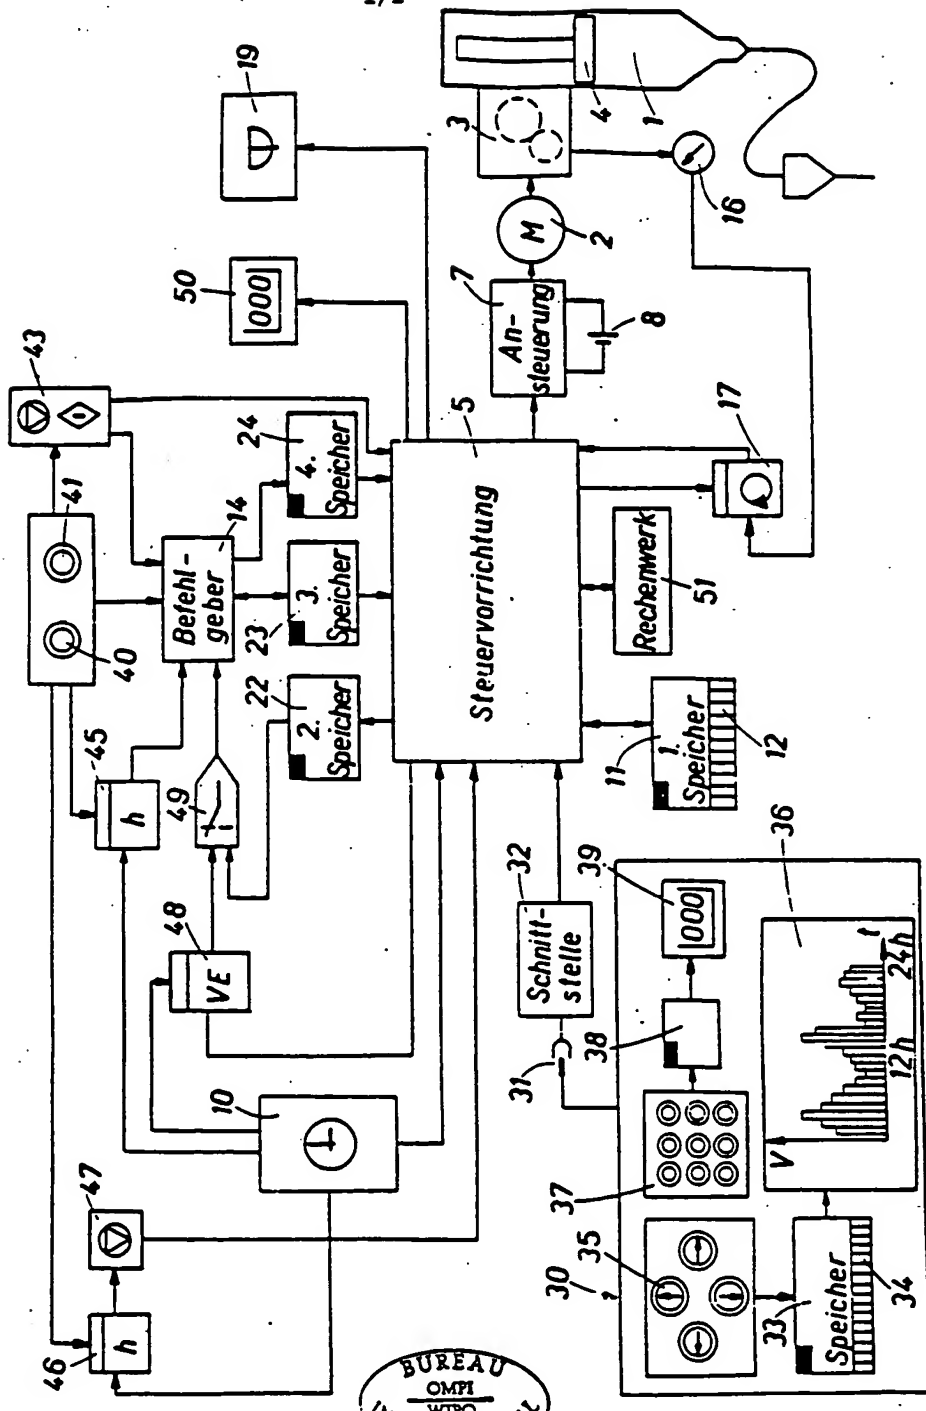 43
46
h
47
40
41
45
h
10
48
VE
49
Befehl-
geber
14
50
000
19
22
2.
Speicher
23
3.
Speicher
24
4.
Speicher
5
Steuervorrichtung
7
An-
steuerung
8
M
2
3
4
1
16
17
Rechenwerk
51
11
1.
Speicher
12
31
32
Schnitt-
stelle
30
35
37
38
39
000
33
Speicher
34
36
V
12h
24h
t
BUREAU
OMPI
WIPO